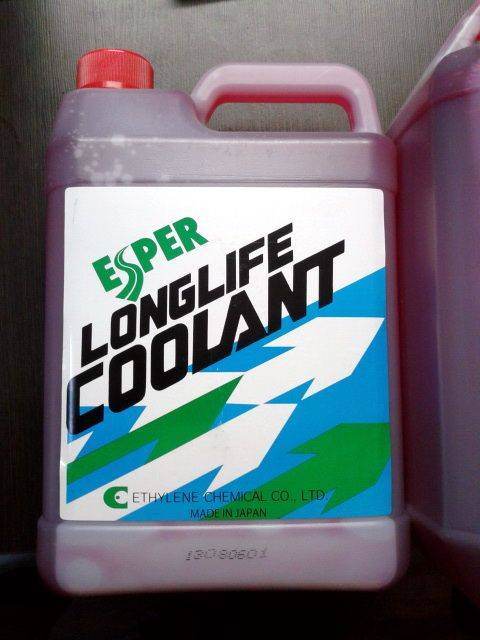 ESPER
LONGLIFE
COOLANT
ETHYLENE CHEMICAL CO., LTD.
MADE IN JAPAN
13080601